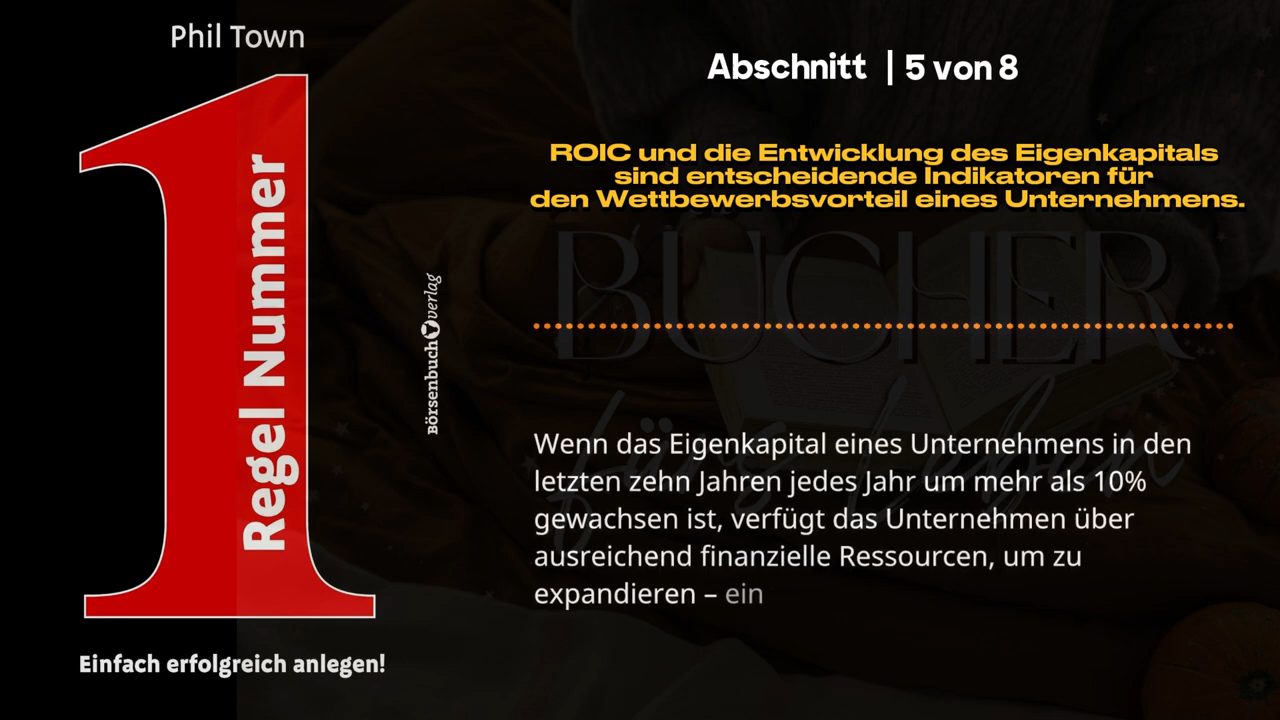 Phil Town
1
Regel Nummer
Börsenbuchverlag
Einfach erfolgreich anlegen!
Abschnitt | 5 von 8
ROIC und die Entwicklung des Eigenkapitals
sind entscheidende Indikatoren für
den Wettbewerbsvorteil eines Unternehmens.
BÜCHER
fürs Leben
Wenn das Eigenkapital eines Unternehmens in den
letzten zehn Jahren jedes Jahr um mehr als 10%
gewachsen ist, verfügt das Unternehmen über
ausreichend finanzielle Ressourcen, um zu
expandieren – ein